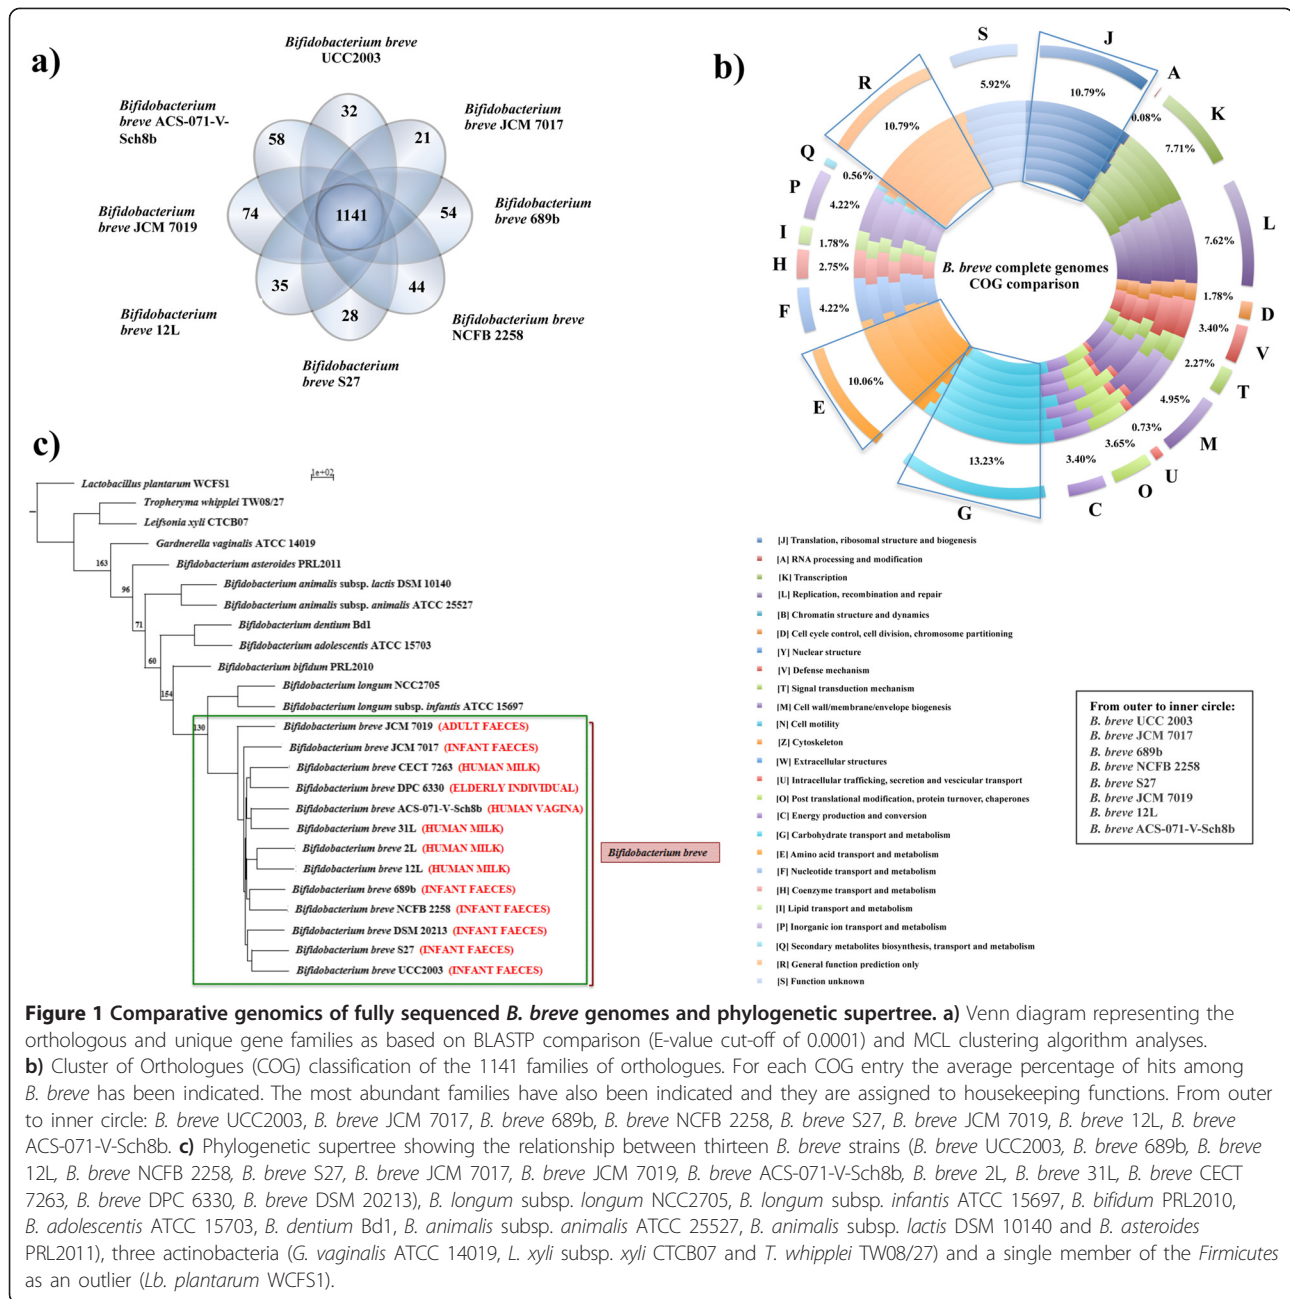 a)
Bifidobacterium breve
UCC2003
Bifidobacterium
breve ACS-071-V-
Sch8b
Bifidobacterium
breve JCM 7017
Bifidobacterium
breve JCM 7019
Bifidobacterium
breve 689b
Bifidobacterium
breve 12L
Bifidobacterium breve
NCFB 2258
Bifidobacterium
breve S27
32
58
21
74
1141
54
35
44
28
b)
S
J
R
A
K
Q
P
L
I
H
F
D
V
T
E
M
U
O
C
G
5.92%
10.79%
0.08%
10.79%
7.71%
0.56%
4.22%
7.62%
1.78%
2.75%
4.22%
1.78%
3.40%
2.27%
10.06%
4.95%
0.73%
3.65%
3.40%
13.23%
B. breve complete genomes
COG comparison
c)
1e+02
Lactobacillus plantarum WCFS1
Tropheryma whipplei TW08/27
Leifsonia xyli CTCB07
Gardnerella vaginalis ATCC 14019
163
Bifidobacterium asteroides PRL2011
96
Bifidobacterium animalis subsp. lactis DSM 10140
Bifidobacterium animalis subsp. animalis ATCC 25527
71
Bifidobacterium dentium Bd1
Bifidobacterium adolescentis ATCC 15703
60
Bifidobacterium bifidum PRL2010
154
Bifidobacterium longum NCC2705
Bifidobacterium longum subsp. infantis ATCC 15697
130
Bifidobacterium breve JCM 7019 (ADULT FAECES)
Bifidobacterium breve JCM 7017 (INFANT FAECES)
Bifidobacterium breve CECT 7263 (HUMAN MILK)
Bifidobacterium breve DPC 6330 (ELDERLY INDIVIDUAL)
Bifidobacterium breve ACS-071-V-Sch8b (HUMAN VAGINA)
Bifidobacterium breve 31L (HUMAN MILK)
Bifidobacterium breve 2L (HUMAN MILK)
Bifidobacterium breve 12L (HUMAN MILK)
Bifidobacterium breve 689b (INFANT FAECES)
Bifidobacterium breve NCFB 2258 (INFANT FAECES)
Bifidobacterium breve DSM 20213 (INFANT FAECES)
Bifidobacterium breve S27 (INFANT FAECES)
Bifidobacterium breve UCC2003 (INFANT FAECES)
Bifidobacterium breve
[J] Translation, ribosomal structure and biogenesis
[A] RNA processing and modification
[K] Transcription
[L] Replication, recombination and repair
[B] Chromatin structure and dynamics
[D] Cell cycle control, cell division, chromosome partitioning
[Y] Nuclear structure
[V] Defense mechanism
[T] Signal transduction mechanism
[M] Cell wall/membrane/envelope biogenesis
[N] Cell motility
[Z] Cytoskeleton
[W] Extracellular structures
[U] Intracellular trafficking, secretion and vescicular transport
[O] Post translational modification, protein turnover, chaperones
[C] Energy production and conversion
[G] Carbohydrate transport and metabolism
[E] Amino acid transport and metabolism
[F] Nucleotide transport and metabolism
[H] Coenzyme transport and metabolism
[I] Lipid transport and metabolism
[P] Inorganic ion transport and metabolism
[Q] Secondary metabolites biosynthesis, transport and metabolism
[R] General function prediction only
[S] Function unknown
From outer to inner circle:
B. breve UCC 2003
B. breve JCM 7017
B. breve 689b
B. breve NCFB 2258
B. breve S27
B. breve JCM 7019
B. breve 12L
B. breve ACS-071-V-Sch8b
Figure 1 Comparative genomics of fully sequenced B. breve genomes and phylogenetic supertree. a) Venn diagram representing the
orthologous and unique gene families as based on BLASTP comparison (E-value cut-off of 0.0001) and MCL clustering algorithm analyses.
b) Cluster of Orthologues (COG) classification of the 1141 families of orthologues. For each COG entry the average percentage of hits among
B. breve has been indicated. The most abundant families have also been indicated and they are assigned to housekeeping functions. From outer
to inner circle: B. breve UCC2003, B. breve JCM 7017, B. breve 689b, B. breve NCFB 2258, B. breve S27, B. breve JCM 7019, B. breve 12L, B. breve
ACS-071-V-Sch8b. c) Phylogenetic supertree showing the relationship between thirteen B. breve strains (B. breve UCC2003, B. breve 689b, B. breve
12L, B. breve NCFB 2258, B. breve S27, B. breve JCM 7017, B. breve JCM 7019, B. breve ACS-071-V-Sch8b, B. breve 2L, B. breve 31L, B. breve CECT
7263, B. breve DPC 6330, B. breve DSM 20213), B. longum subsp. longum NCC2705, B. longum subsp. infantis ATCC 15697, B. bifidum PRL2010,
B. adolescentis ATCC 15703, B. dentium Bd1, B. animalis subsp. animalis ATCC 25527, B. animalis subsp. lactis DSM 10140 and B. asteroides
PRL2011), three actinobacteria (G. vaginalis ATCC 14019, L. xyli subsp. xyli CTCB07 and T. whipplei TW08/27) and a single member of the Firmicutes
as an outlier (Lb. plantarum WCFS1).